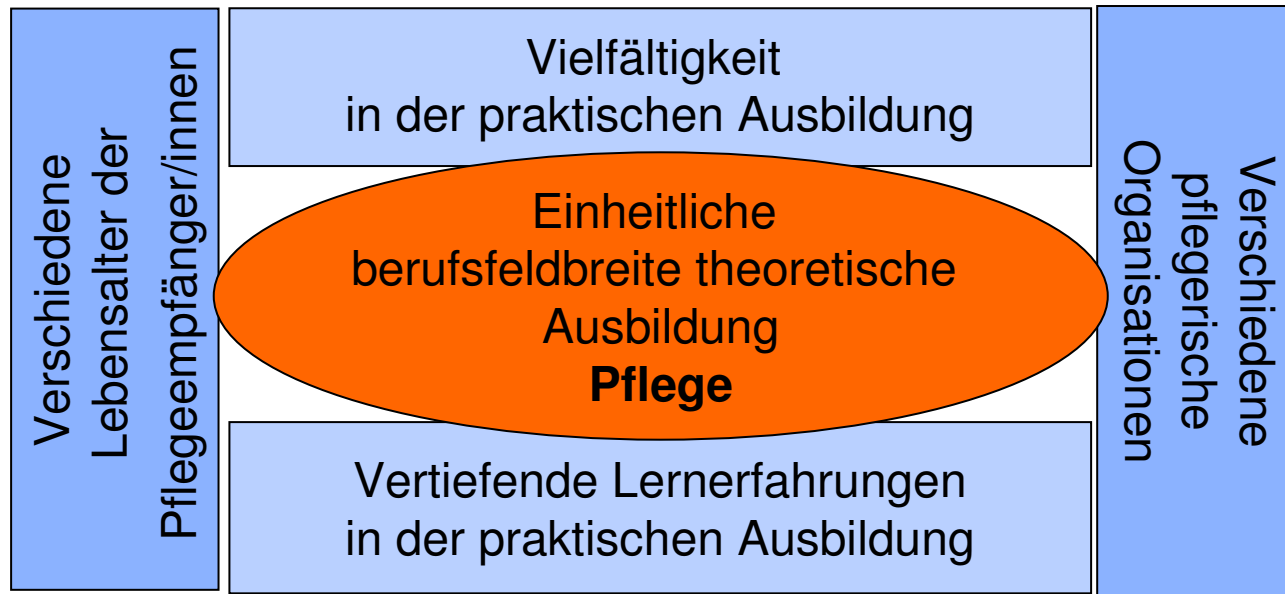 Verschiedene
Lebensalter der
Pflegeempfänger/innen
Vielfältigkeit
in der praktischen Ausbildung
Einheitliche
berufsfeldbreite theoretische
Ausbildung
Pflege
Vertiefende Lernerfahrungen
in der praktischen Ausbildung
Verschiedene
pflegerische
Organisationen